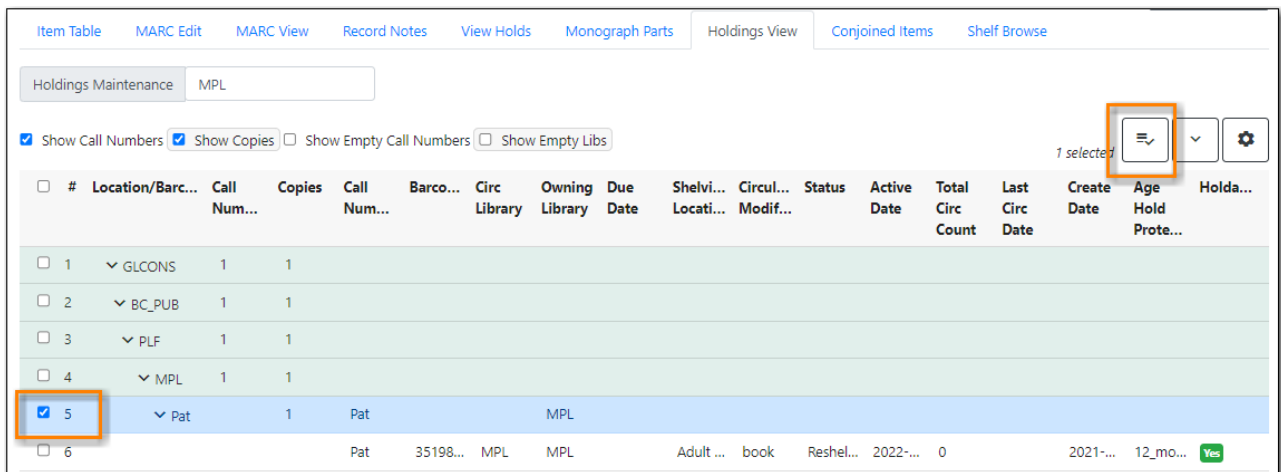 Item Table MARC Edit MARC View Record Notes View Holds Monograph Parts Holdings View Conjoined Items Shelf Browse
Holdings Maintenance MPL
Show Call Numbers Show Copies Show Empty Call Numbers Show Empty Libs
1 selected
# Location/Barc... Call Num... Copies Call Num... Barco... Circ Library Owning Library Due Date Shelvi... Locati... Circul... Modif... Status Active Date Total Circ Count Last Circ Date Create Date Age Hold Prote... Holda...
1 GLCONS 1 1
2 BC_PUB 1 1
3 PLF 1 1
4 MPL 1 1
5 Pat 1 Pat MPL
6 Pat 35198... MPL MPL Adult ... book Reshel... 2022-... 0 2021-... 12_mo... Yes